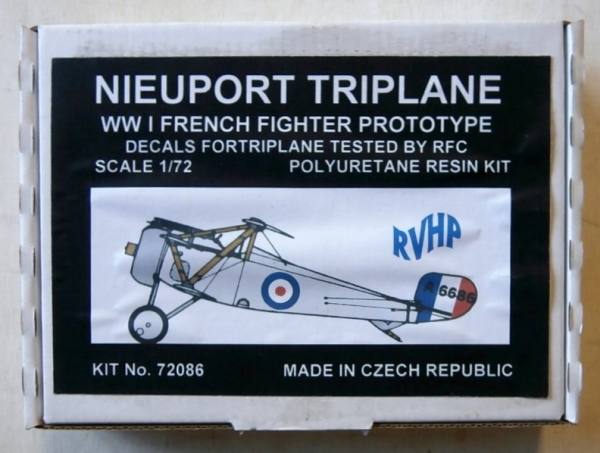 NIEUPORT TRIPLANE
WW I FRENCH FIGHTER PROTOTYPE
DECALS FORTRIPLANE TESTED BY RFC
SCALE 1/72 POLYURETANE RESIN KIT
RVHP
A 6686
KIT No. 72086 MADE IN CZECH REPUBLIC